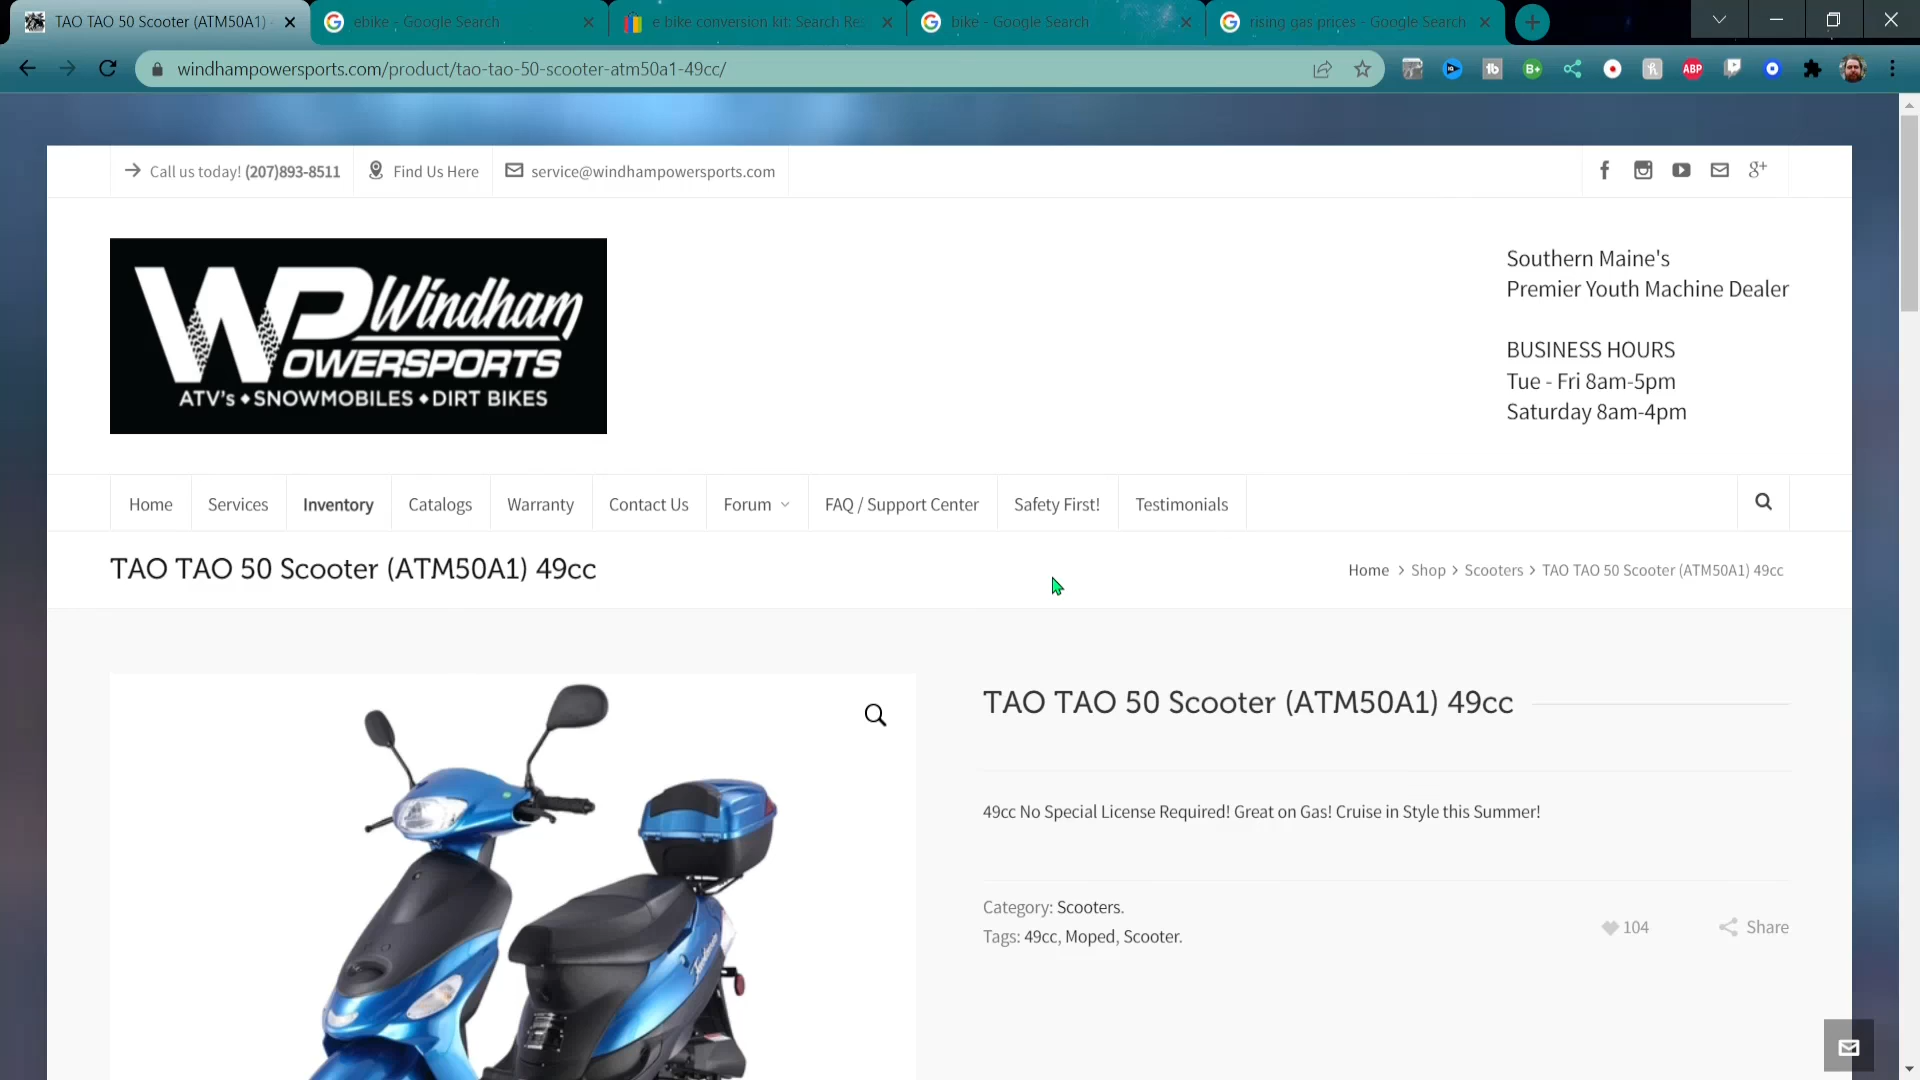 TAO TAO 50 Scooter (ATM50A1) -
ebike - Google Search
e bike conversion kit: Search Re
bike - Google Search
rising gas prices - Google Search
windhampowersports.com/product/tao-tao-50-scooter-atm50a1-49cc/
ABP
Call us today! (207)893-8511
Find Us Here
service@windhampowersports.com
g+
WP Windham
POWERSPORTS
ATV's ◆ SNOWMOBILES ◆ DIRT BIKES
Southern Maine's
Premier Youth Machine Dealer
BUSINESS HOURS
Tue - Fri 8am-5pm
Saturday 8am-4pm
Home
Services
Inventory
Catalogs
Warranty
Contact Us
Forum
FAQ / Support Center
Safety First!
Testimonials
TAO TAO 50 Scooter (ATM50A1) 49cc
Home > Shop > Scooters > TAO TAO 50 Scooter (ATM50A1) 49cc
TAO TAO 50 Scooter (ATM50A1) 49cc
49cc No Special License Required! Great on Gas! Cruise in Style this Summer!
Category: Scooters.
Tags: 49cc, Moped, Scooter.
104
Share